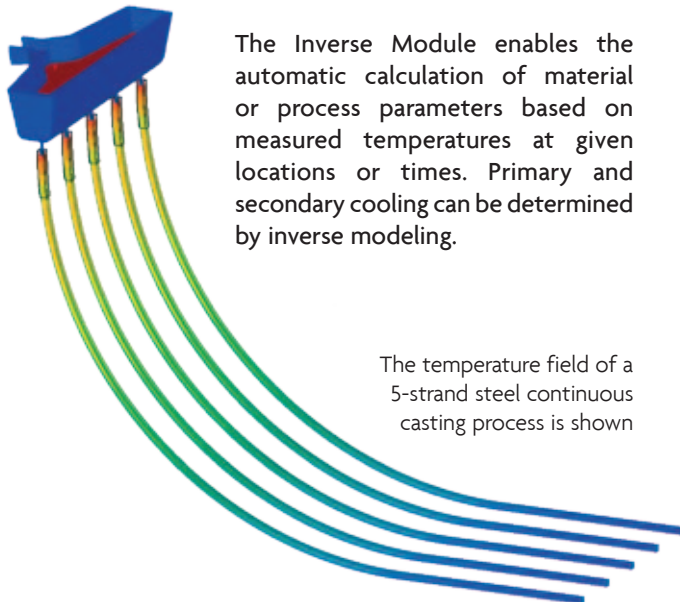 The Inverse Module enables the
automatic calculation of material
or process parameters based on
measured temperatures at given
locations or times. Primary and
secondary cooling can be determined
by inverse modeling.
The temperature field of a
5-strand steel continuous
casting process is shown